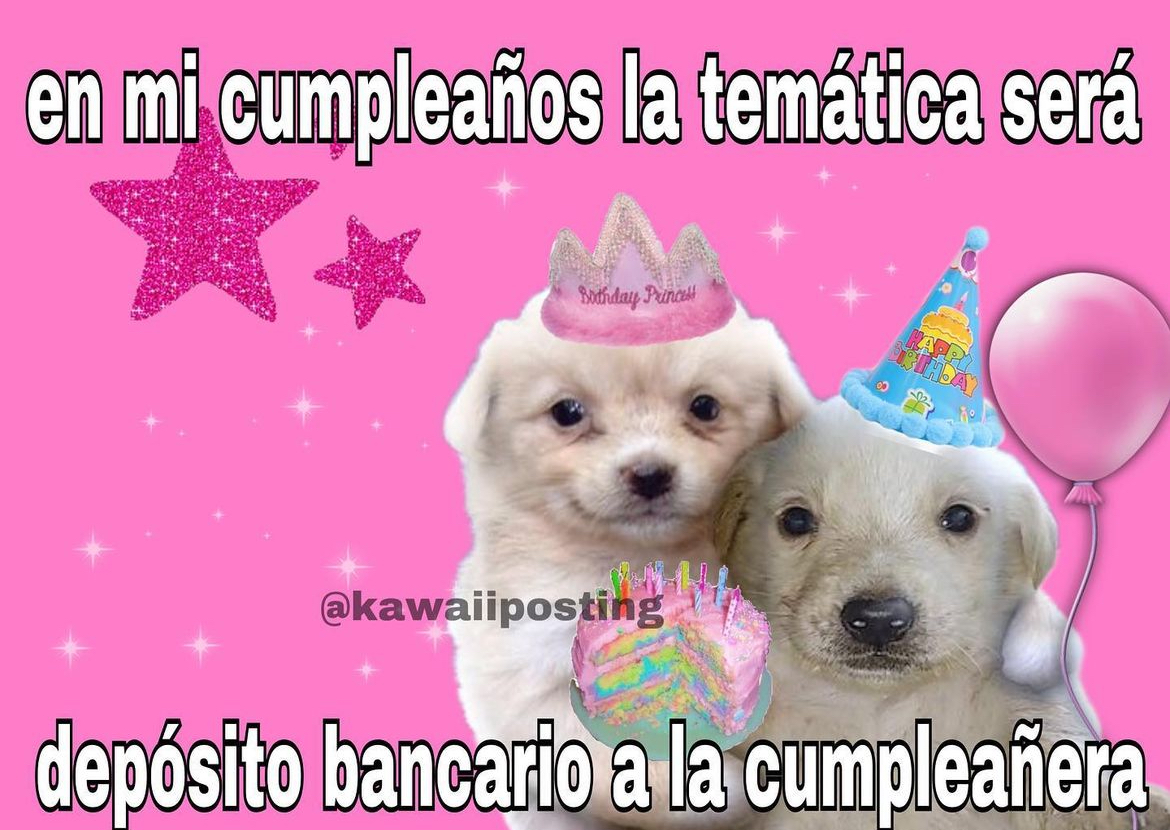 en mi cumpleaños la temática será
Birthday Princess
HAPPY
BIRTHDAY
@kawaiiposting
depósito bancario a la cumpleañera